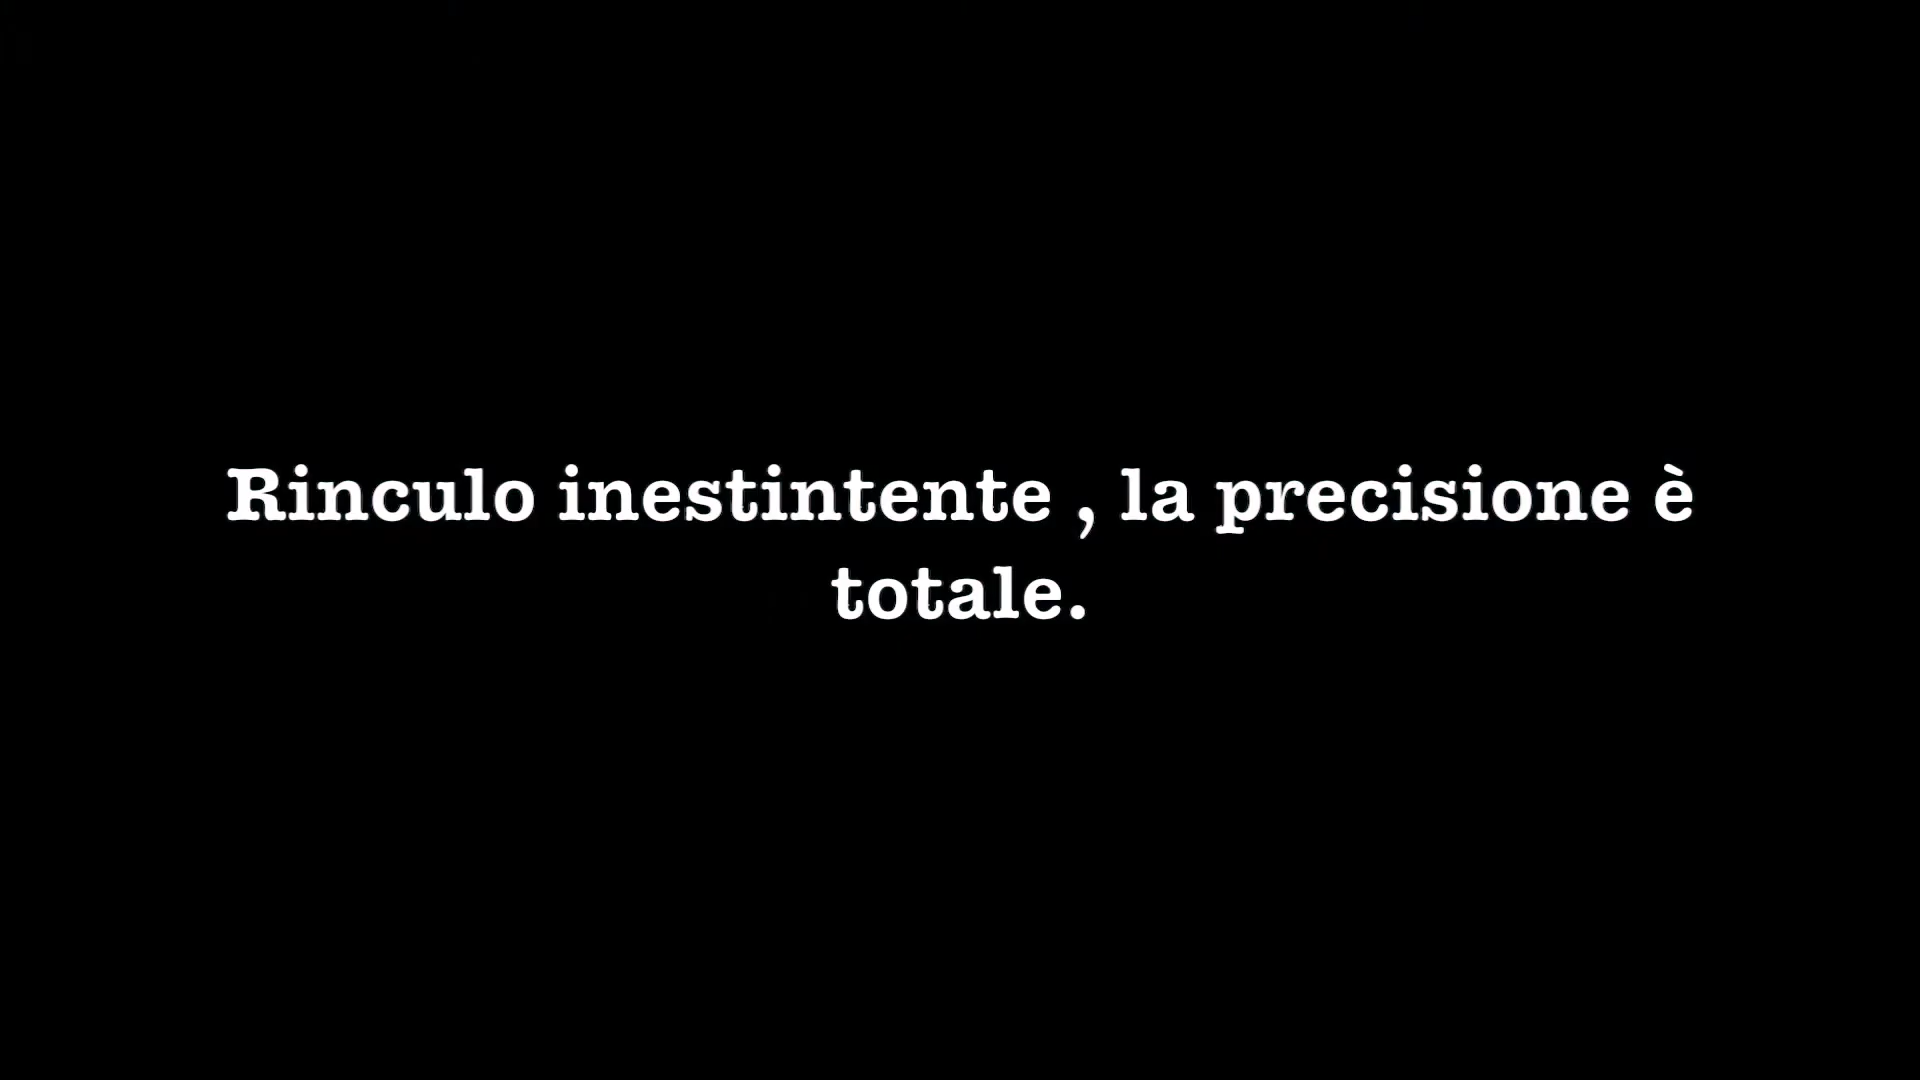 Rinculo inestintente , la precisione è
totale.